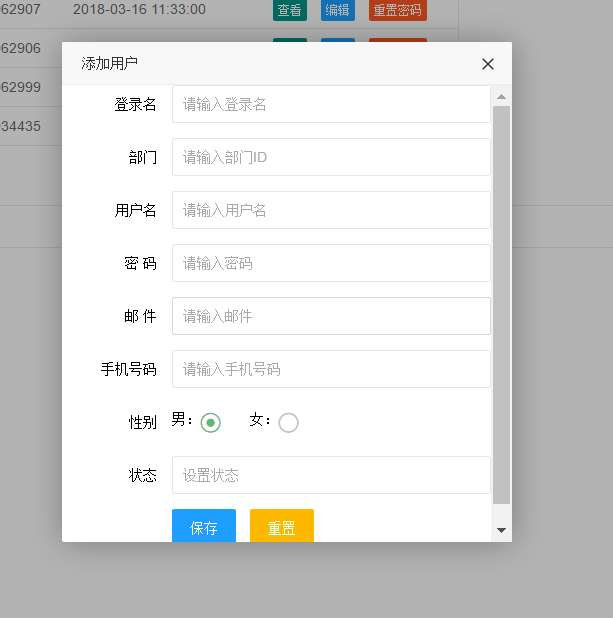 062907 2018-03-16 11:33:00 查看 编辑 重置密码
062906
添加用户
062999
034435
登录名 请输入登录名
部门 请输入部门ID
用户名 请输入用户名
密 码 请输入密码
邮 件 请输入邮件
手机号码 请输入手机号码
性别 男： 女：
状态 设置状态
保存 重置